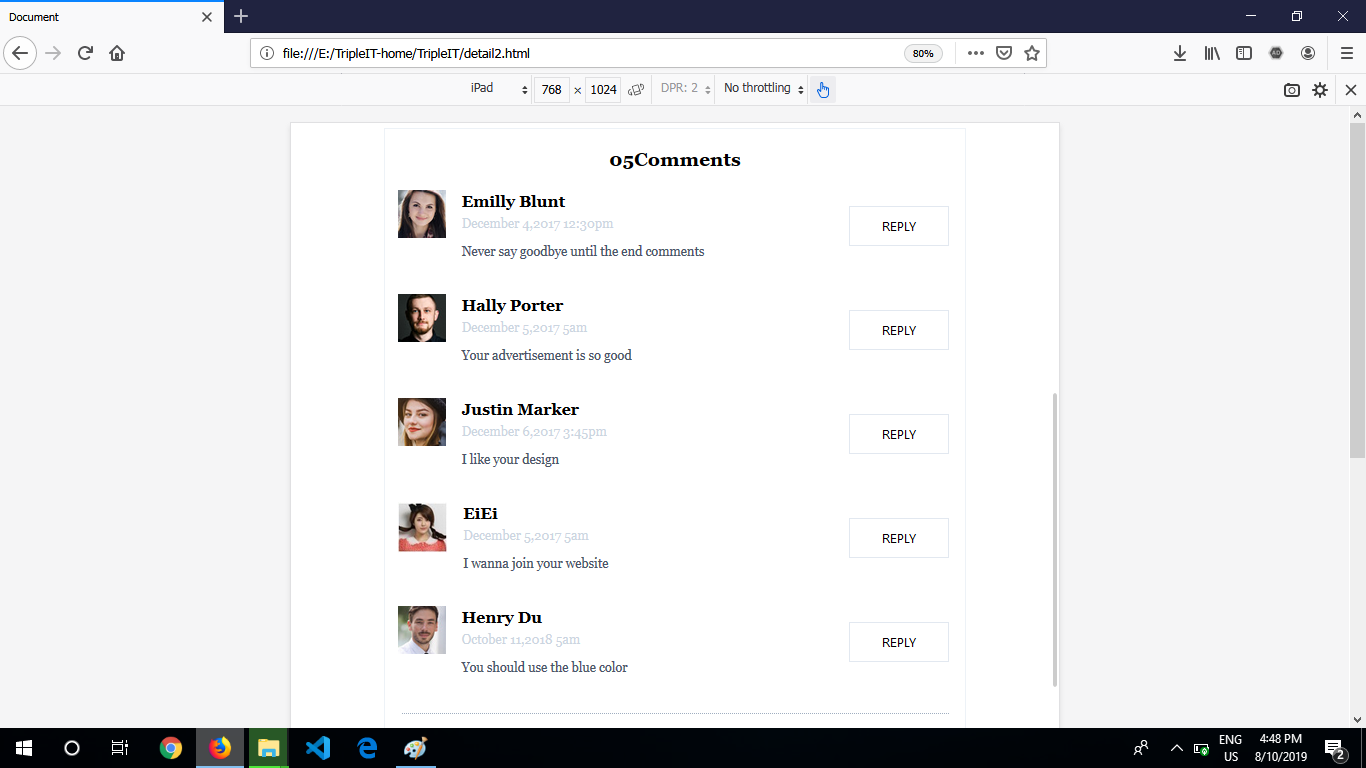 Document
file:///E:/TripleIT-home/TripleIT/detail2.html
80%
iPad
768 × 1024
DPR: 2
No throttling
05Comments
Emilly Blunt
December 4,2017 12:30pm
REPLY
Never say goodbye until the end comments
Hally Porter
December 5,2017 5am
REPLY
Your advertisement is so good
Justin Marker
December 6,2017 3:45pm
REPLY
I like your design
EiEi
December 5,2017 5am
REPLY
I wanna join your website
Henry Du
October 11,2018 5am
REPLY
You should use the blue color
ENG
US
4:48 PM
8/10/2019
2